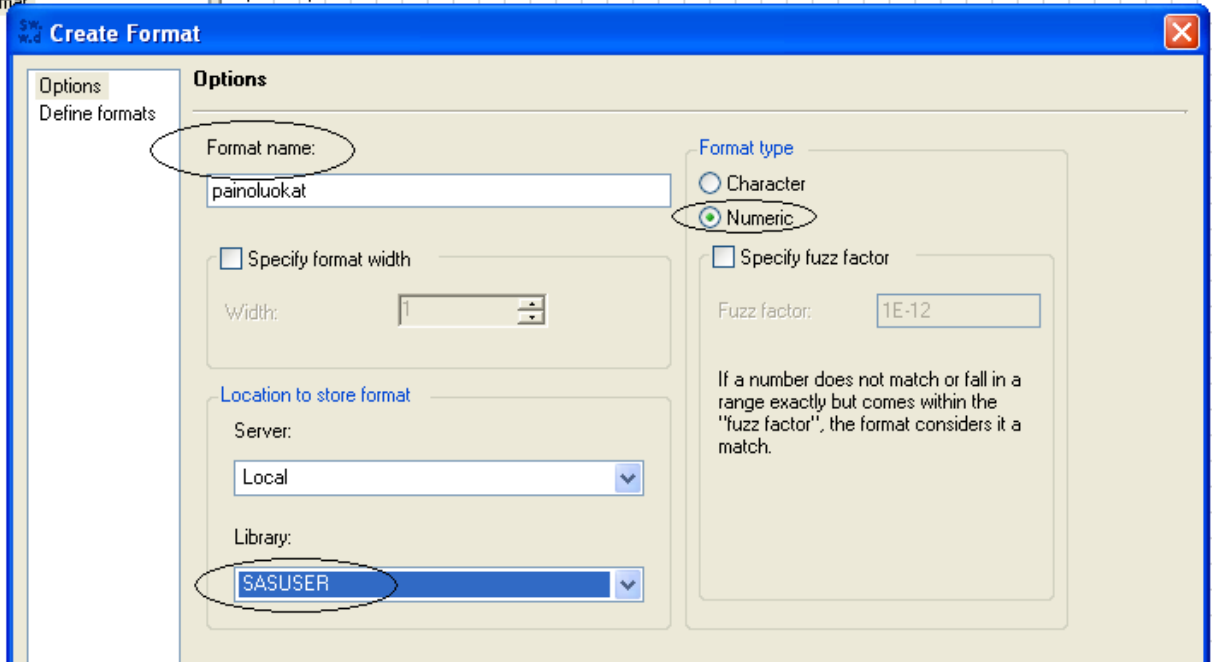 Create Format
Options
Define formats
Options
Format name:
painoluokat
Specify format width
Width:
1
Location to store format
Server:
Local
Library:
SASUSER
Format type
Character
Numeric
Specify fuzz factor
Fuzz factor:
1E-12
If a number does not match or fall in a
range exactly but comes within the
"fuzz factor", the format considers it a
match.